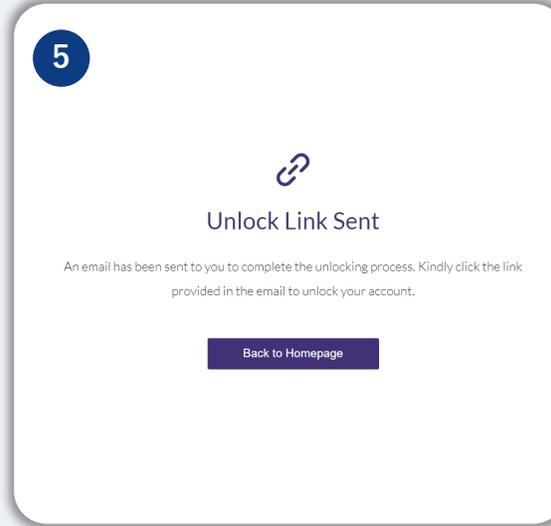 5
Unlock Link Sent
An email has been sent to you to complete the unlocking process. Kindly click the link
provided in the email to unlock your account.
Back to Homepage